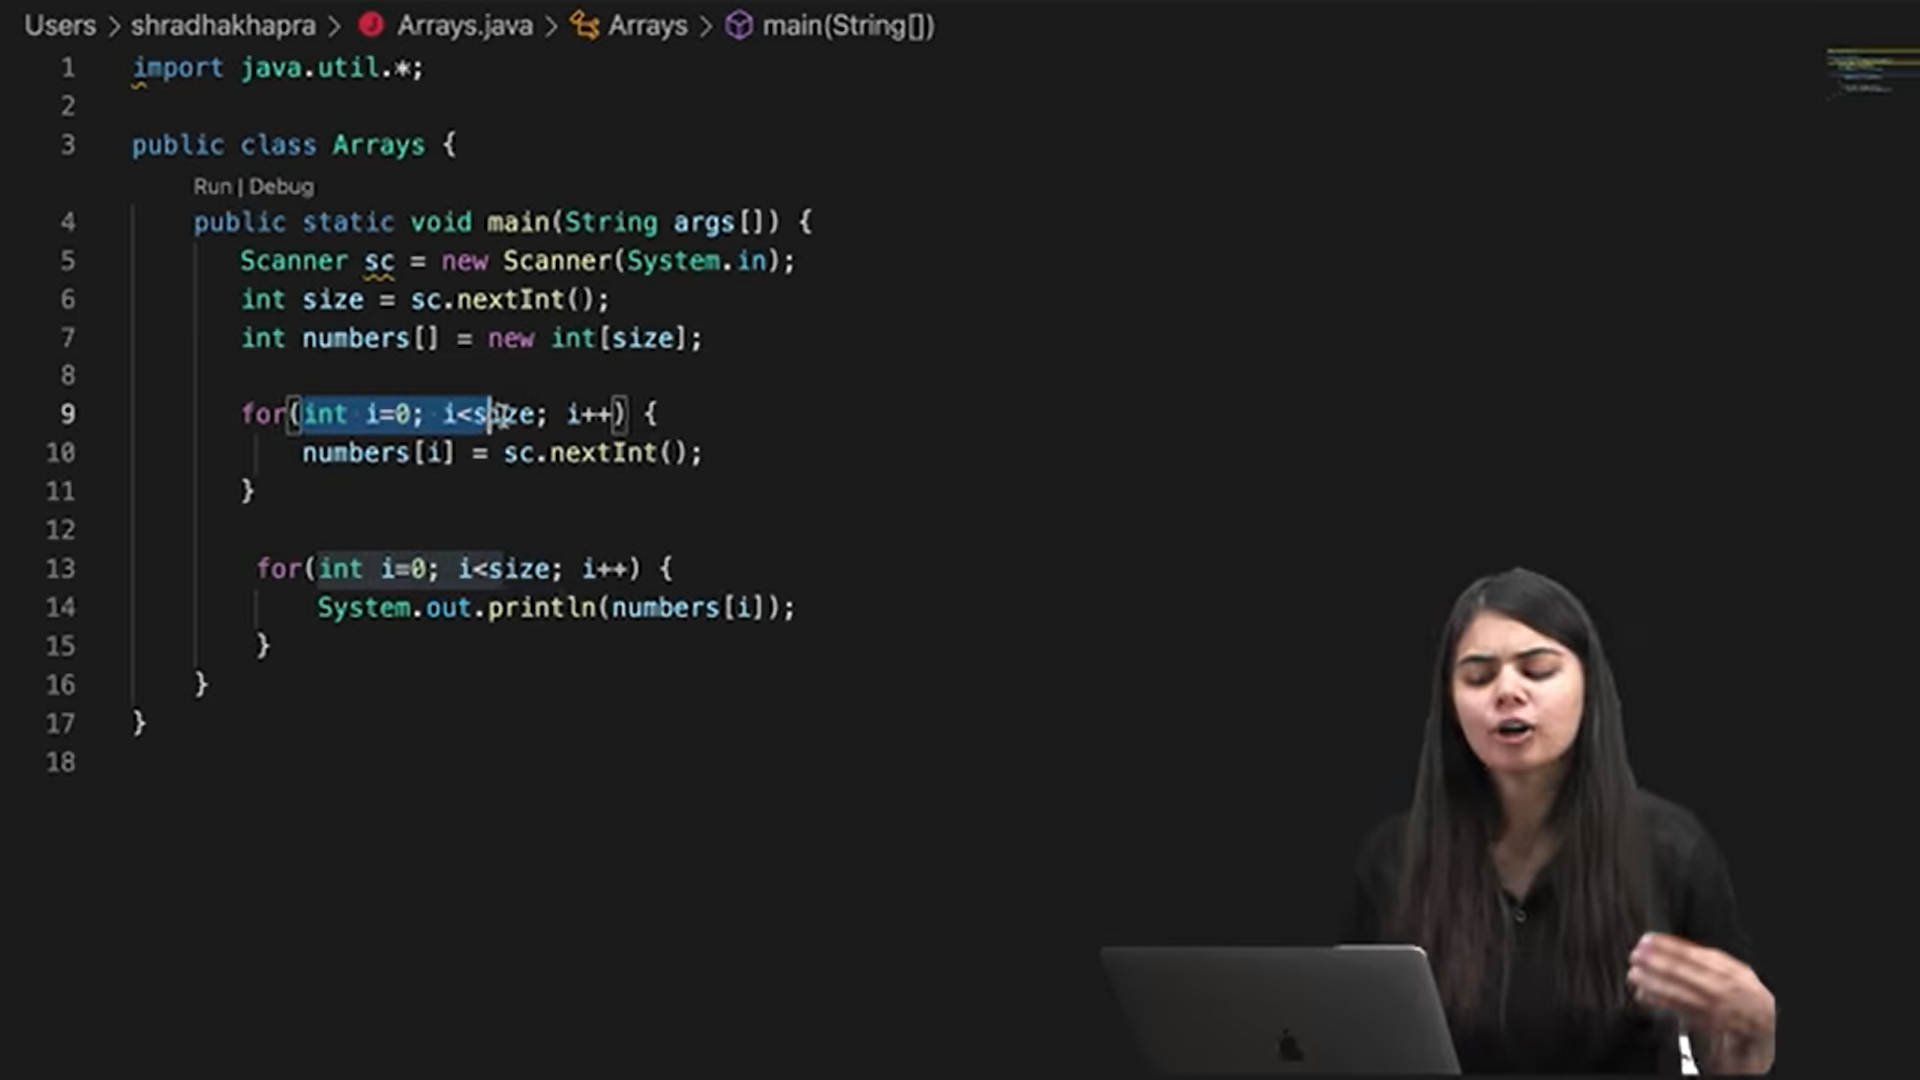 Users > shradhakhapra > J Arrays.java > Arrays > main(String[])
1 import java.util.*;
2
3 public class Arrays {
Run | Debug
4 public static void main(String args[]) {
5 Scanner sc = new Scanner(System.in);
6 int size = sc.nextInt();
7 int numbers[] = new int[size];
8
9 for(int i=0; i<size; i++) {
10 numbers[i] = sc.nextInt();
11 }
12
13 for(int i=0; i<size; i++) {
14 System.out.println(numbers[i]);
15 }
16 }
17 }
18